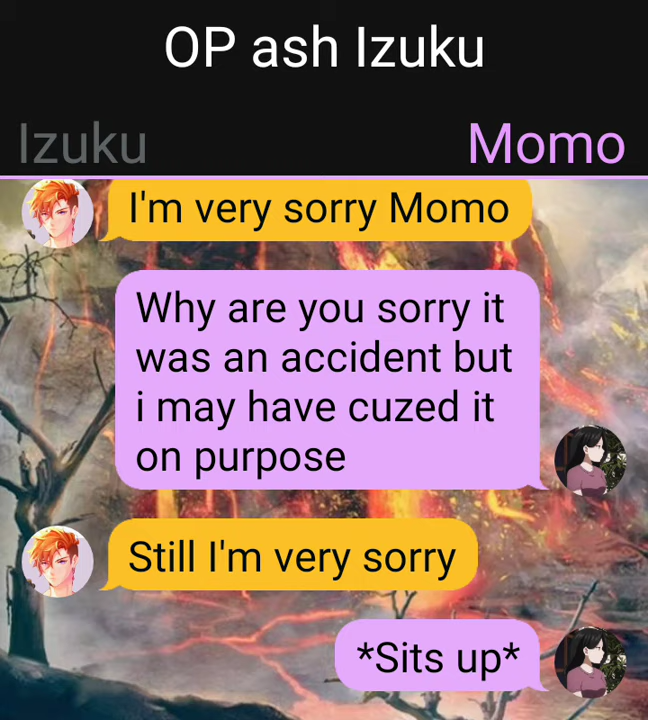 OP ash Izuku
Izuku Momo
I'm very sorry Momo
Why are you sorry it
was an accident but
i may have cuzed it
on purpose
Still I'm very sorry
*Sits up*